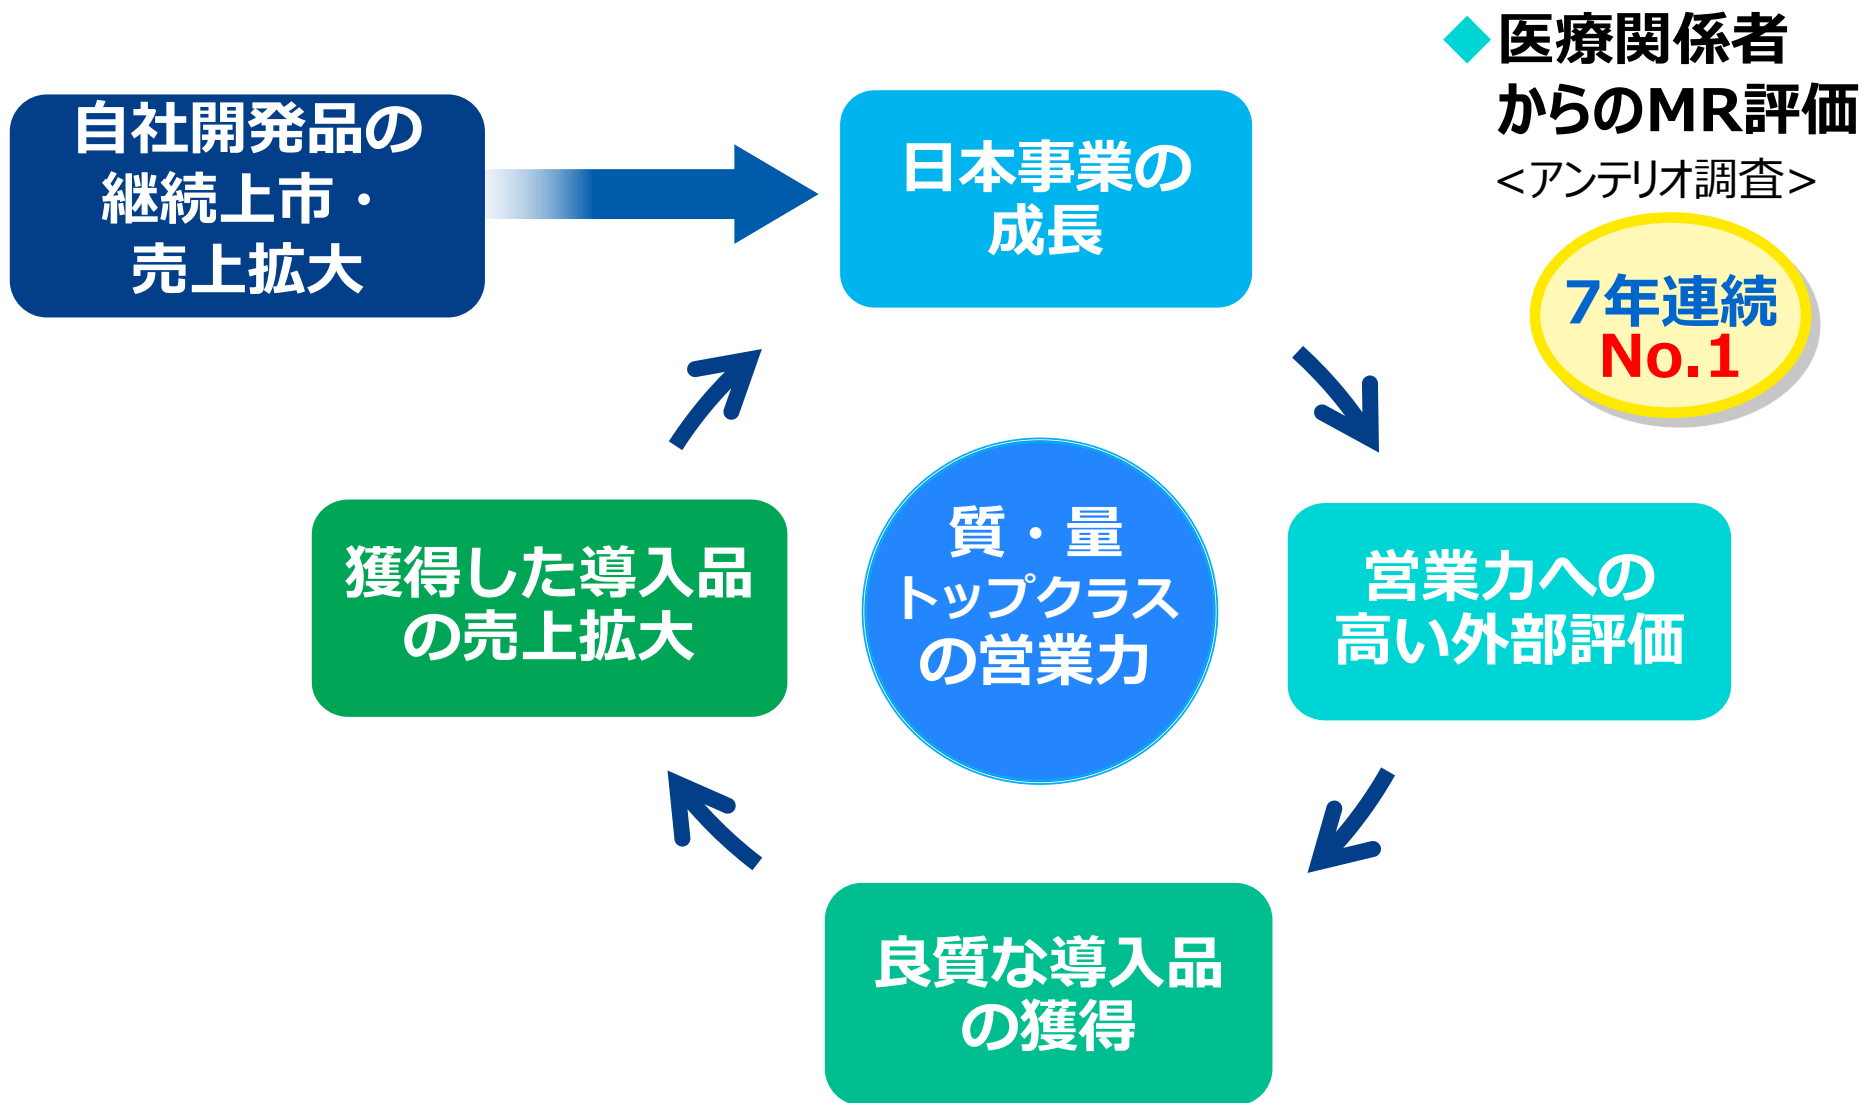 ◆医療関係者
からのMR評価
<アンテリオ調査>
7年連続
No.1
自社開発品の
継続上市・
売上拡大
日本事業の
成長
獲得した導入品
の売上拡大
質・量
トップクラス
の営業力
営業力への
高い外部評価
良質な導入品
の獲得